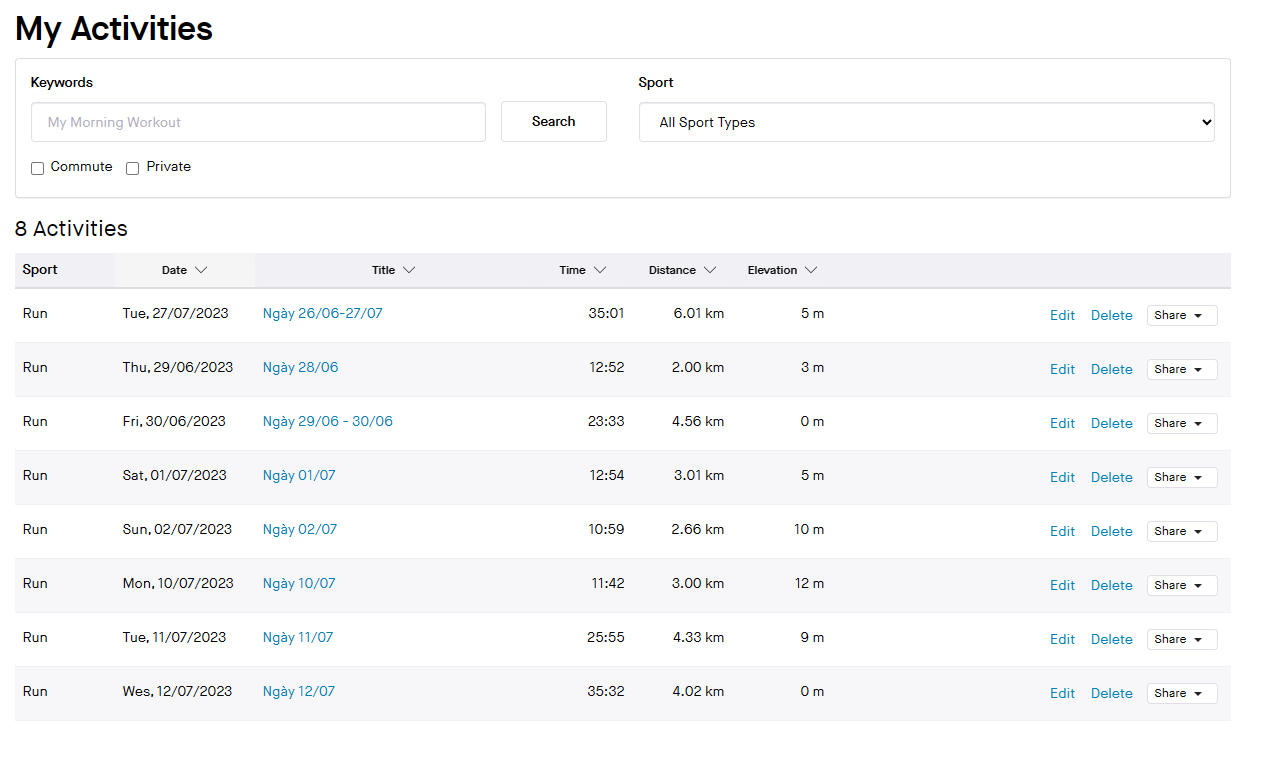 My Activities
Keywords Sport
My Morning Workout Search All Sport Types
Commute Private
8 Activities
Sport Date Title Time Distance Elevation
Run Tue, 27/07/2023 Ngày 26/06-27/07 35:01 6.01 km 5 m Edit Delete Share
Run Thu, 29/06/2023 Ngày 28/06 12:52 2.00 km 3 m Edit Delete Share
Run Fri, 30/06/2023 Ngày 29/06 - 30/06 23:33 4.56 km 0 m Edit Delete Share
Run Sat, 01/07/2023 Ngày 01/07 12:54 3.01 km 5 m Edit Delete Share
Run Sun, 02/07/2023 Ngày 02/07 10:59 2.66 km 10 m Edit Delete Share
Run Mon, 10/07/2023 Ngày 10/07 11:42 3.00 km 12 m Edit Delete Share
Run Tue, 11/07/2023 Ngày 11/07 25:55 4.33 km 9 m Edit Delete Share
Run Wes, 12/07/2023 Ngày 12/07 35:32 4.02 km 0 m Edit Delete Share